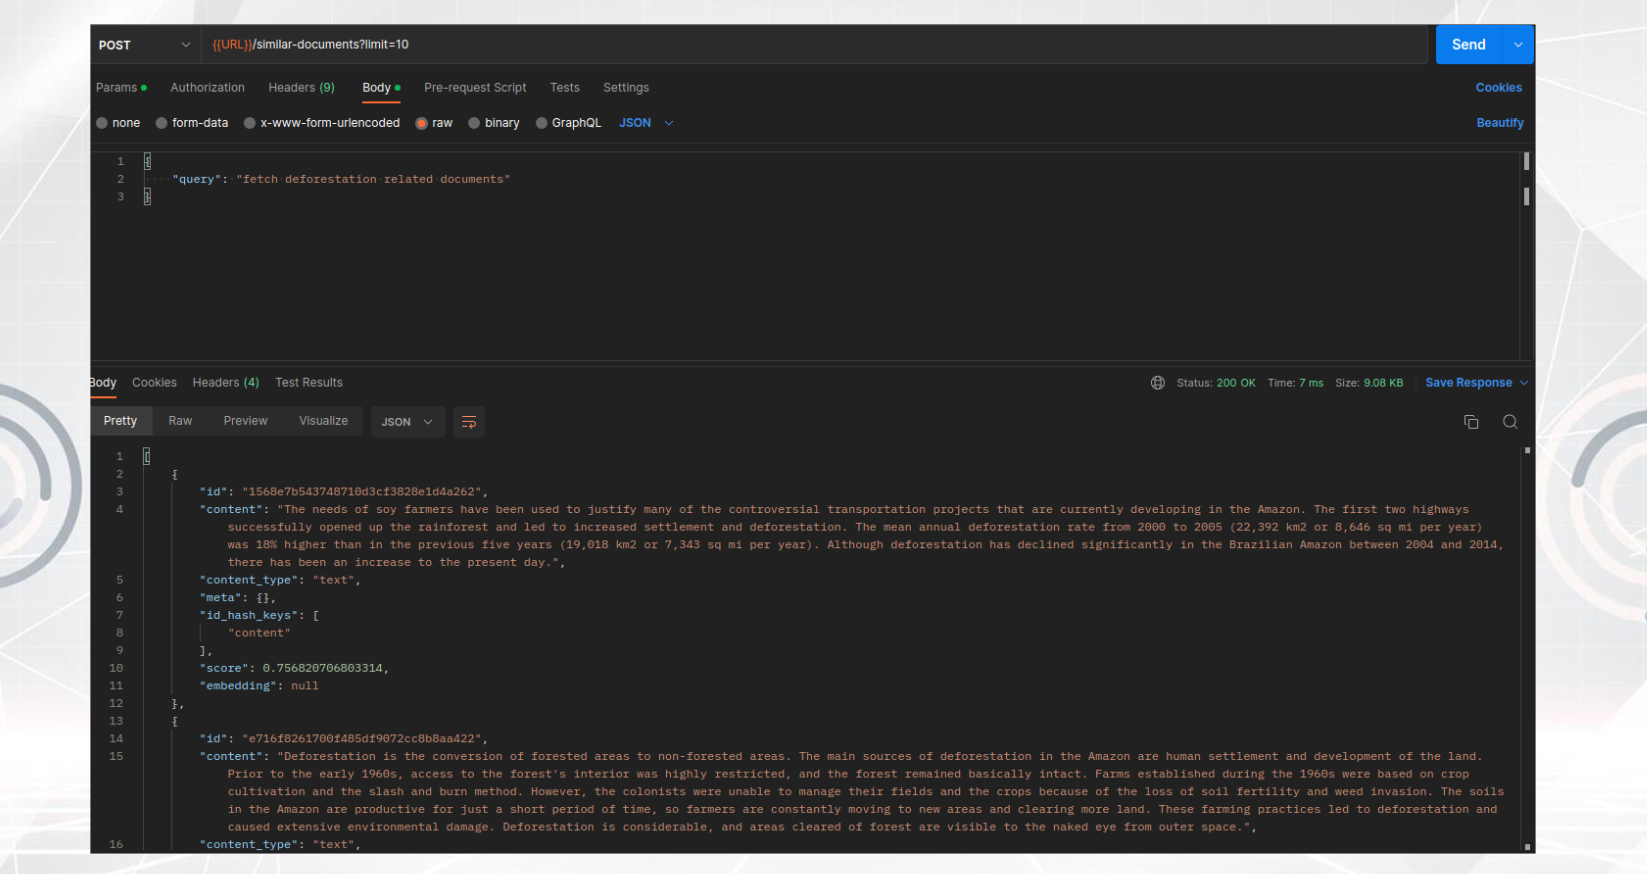 POST {{URL}}/similar-documents?limit=10 Send
Params Authorization Headers (9) Body Pre-request Script Tests Settings Cookies
none form-data x-www-form-urlencoded raw binary GraphQL JSON Beautify
1 {
2 "query": "fetch deforestation related documents"
3 }
Body Cookies Headers (4) Test Results Status: 200 OK Time: 7 ms Size: 9.08 KB Save Response
Pretty Raw Preview Visualize JSON
1 [
2 {
3 "id": "1568e7b543748710d3cf3828e1d4a262",
4 "content": "The needs of soy farmers have been used to justify many of the controversial transportation projects that are currently developing in the Amazon. The first two highways
successfully opened up the rainforest and led to increased settlement and deforestation. The mean annual deforestation rate from 2000 to 2005 (22,392 km2 or 8,646 sq mi per year)
was 18% higher than in the previous five years (19,018 km2 or 7,343 sq mi per year). Although deforestation has declined significantly in the Brazilian Amazon between 2004 and 2014,
there has been an increase to the present day.",
5 "content_type": "text",
6 "meta": {},
7 "id_hash_keys": [
8 "content"
9 ],
10 "score": 0.756820706803314,
11 "embedding": null
12 },
13 {
14 "id": "e716f8261700f485df9072cc8b8aa422",
15 "content": "Deforestation is the conversion of forested areas to non-forested areas. The main sources of deforestation in the Amazon are human settlement and development of the land.
Prior to the early 1960s, access to the forest's interior was highly restricted, and the forest remained basically intact. Farms established during the 1960s were based on crop
cultivation and the slash and burn method. However, the colonists were unable to manage their fields and the crops because of the loss of soil fertility and weed invasion. The soils
in the Amazon are productive for just a short period of time, so farmers are constantly moving to new areas and clearing more land. These farming practices led to deforestation and
caused extensive environmental damage. Deforestation is considerable, and areas cleared of forest are visible to the naked eye from outer space.",
16 "content_type": "text",